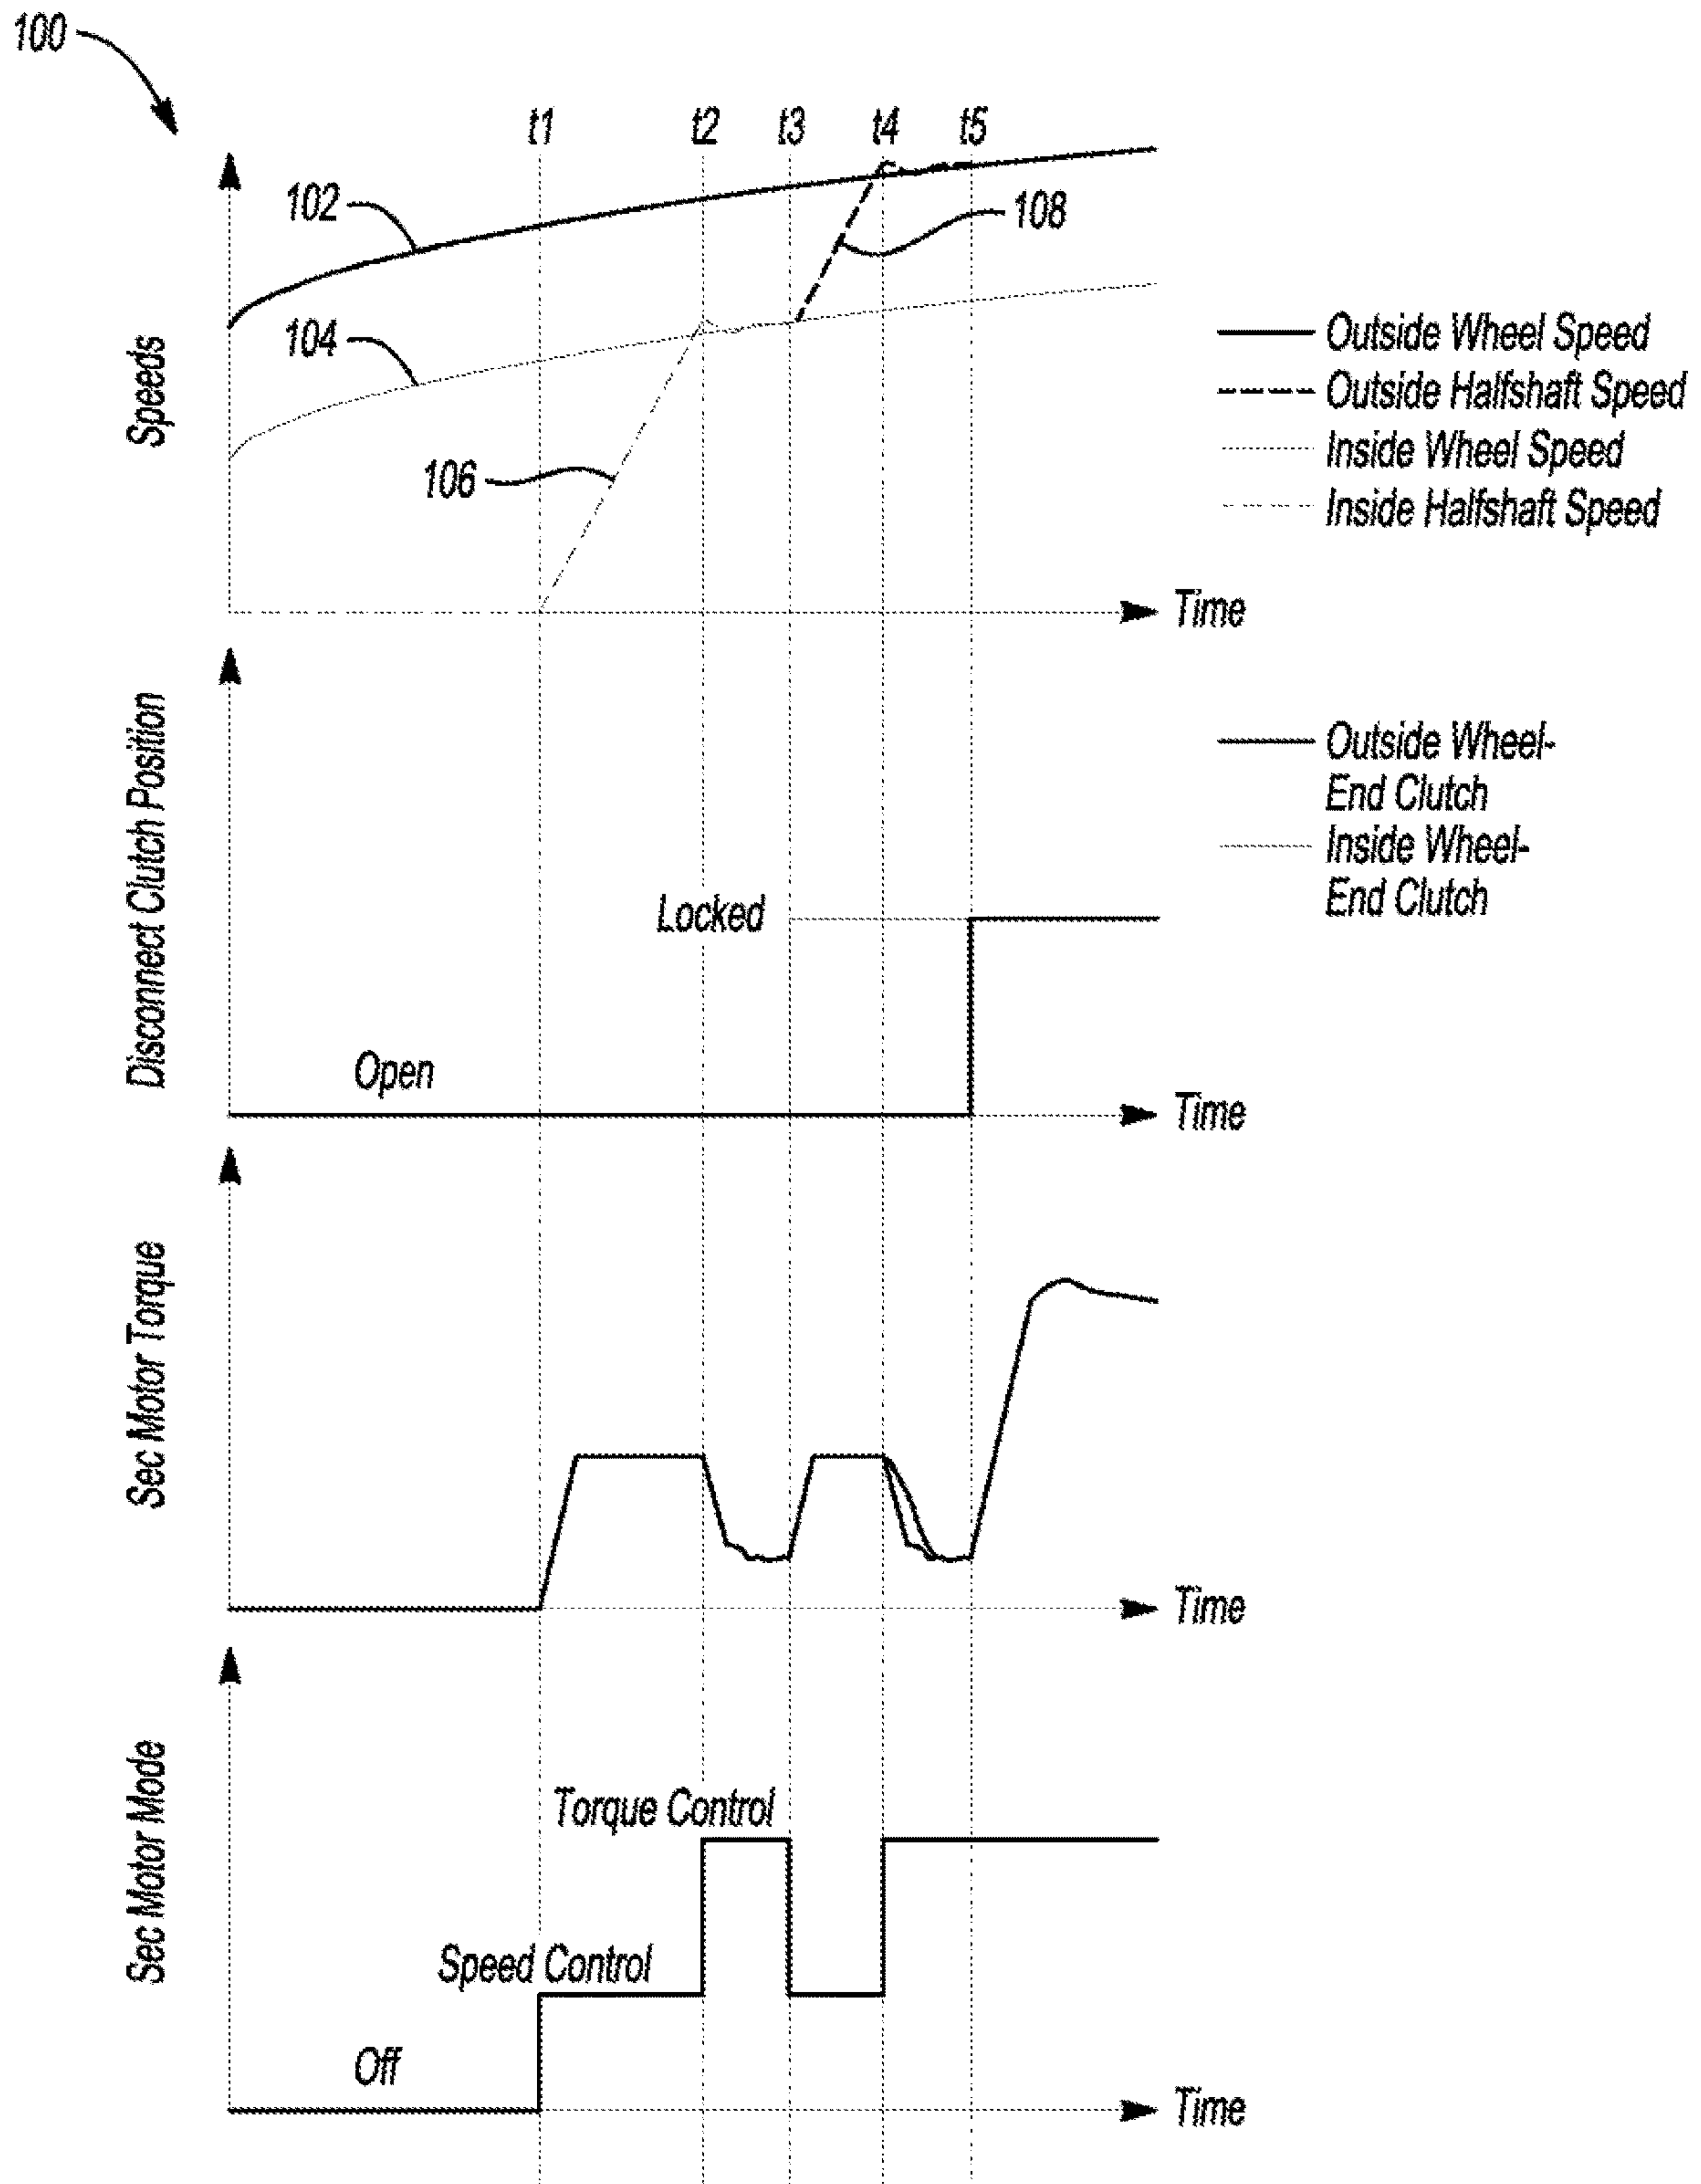 100
t1 t2 t3 t4 t5
102
108
104
106
Speeds
Outside Wheel Speed
Outside Halfshaft Speed
Inside Wheel Speed
Inside Halfshaft Speed
Time
Disconnect Clutch Position
Outside Wheel-
End Clutch
Inside Wheel-
End Clutch
Locked
Open
Time
Sec Motor Torque
Time
Sec Motor Mode
Torque Control
Speed Control
Off
Time